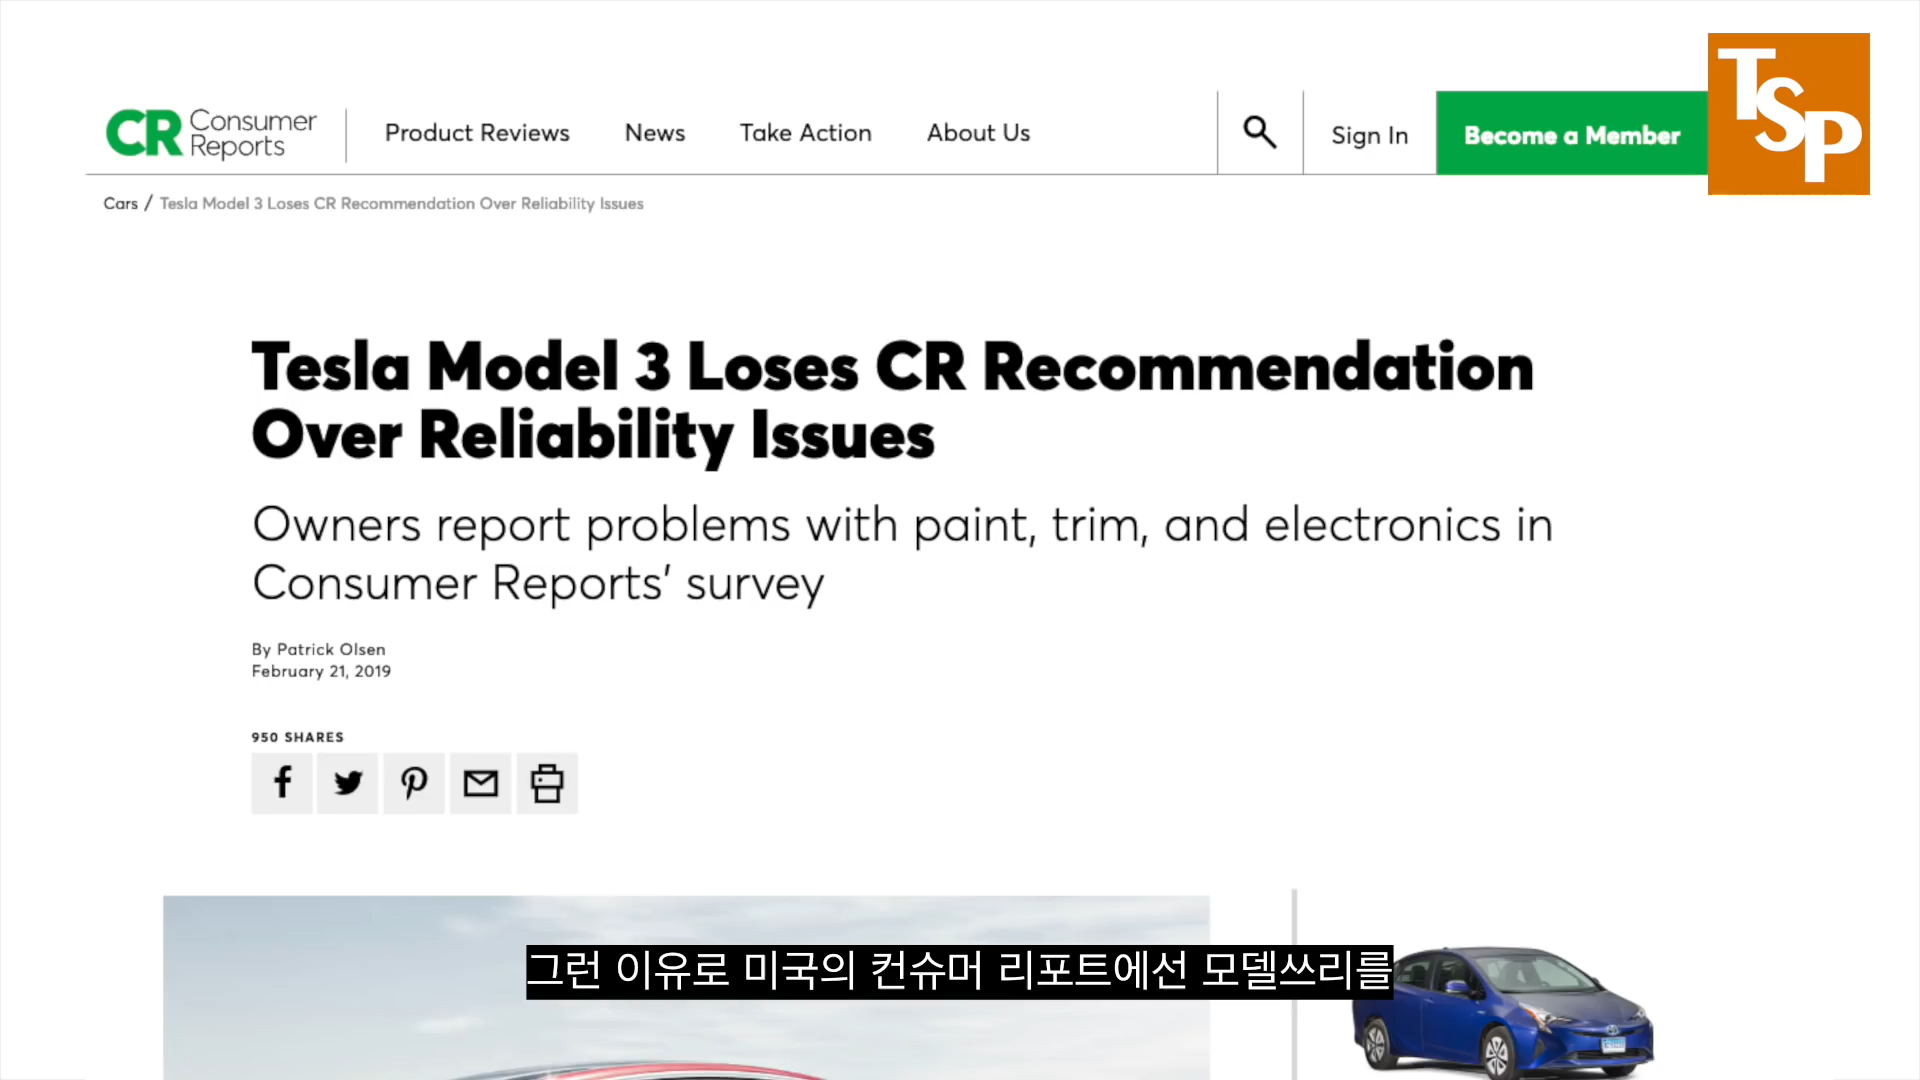 CR Consumer Reports
Product Reviews
News
Take Action
About Us
Sign In
Become a Member
TSP
Cars / Tesla Model 3 Loses CR Recommendation Over Reliability Issues
Tesla Model 3 Loses CR Recommendation
Over Reliability Issues
Owners report problems with paint, trim, and electronics in
Consumer Reports' survey
By Patrick Olsen
February 21, 2019
950 SHARES
그런 이유로 미국의 컨슈머 리포트에선 모델쓰리를